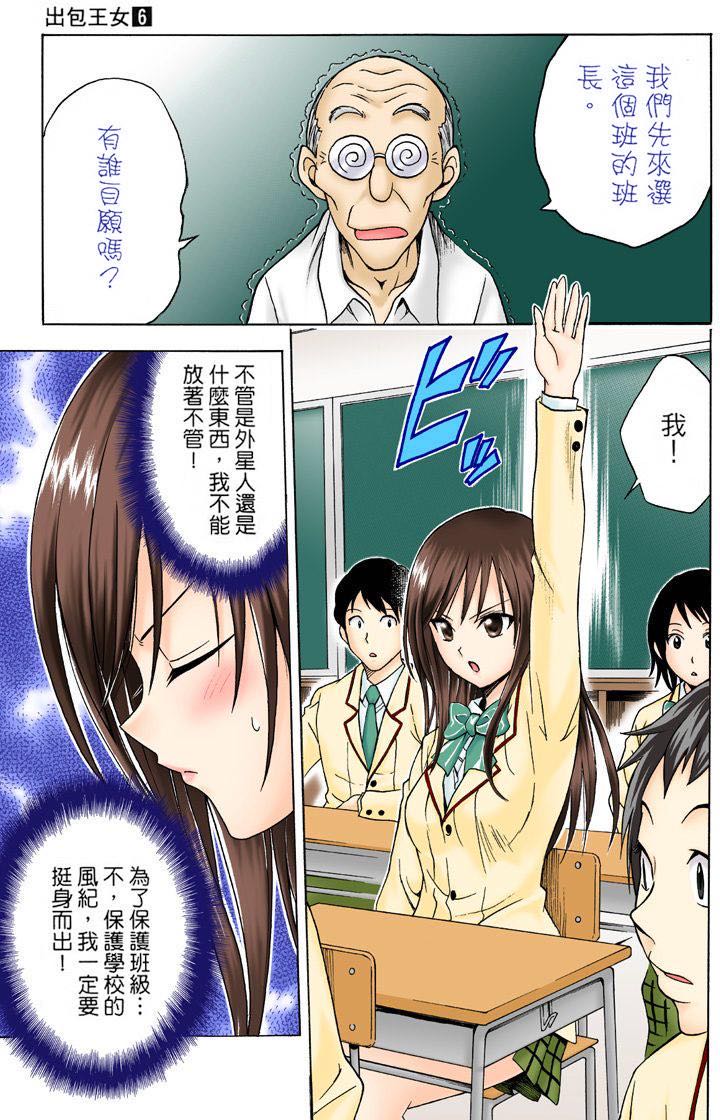 出包王女6
我們先來選
這個班的班
長。
有誰自願嗎？
我！
ビッ
不管是外星人還是
什麼東西，我不能
放著不管！
為了保護班級…
不，保護學校的
風紀，我一定要
挺身而出！